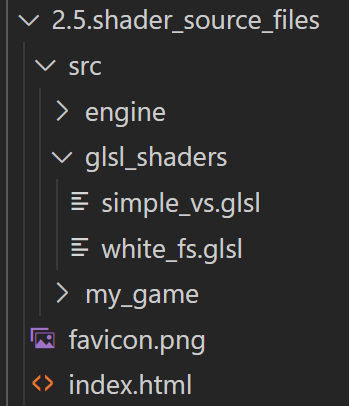 2.5.shader_source_files
src
engine
glsl_shaders
simple_vs.glsl
white_fs.glsl
my_game
favicon.png
index.html